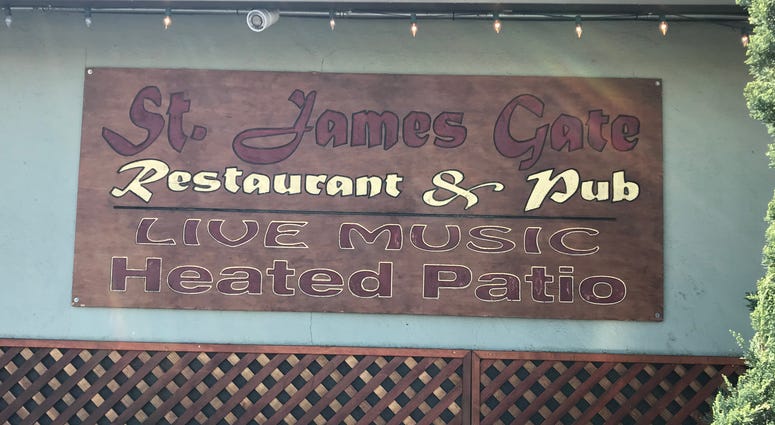 St. James Gate
Restaurant & Pub
LIVE MUSIC
Heated Patio